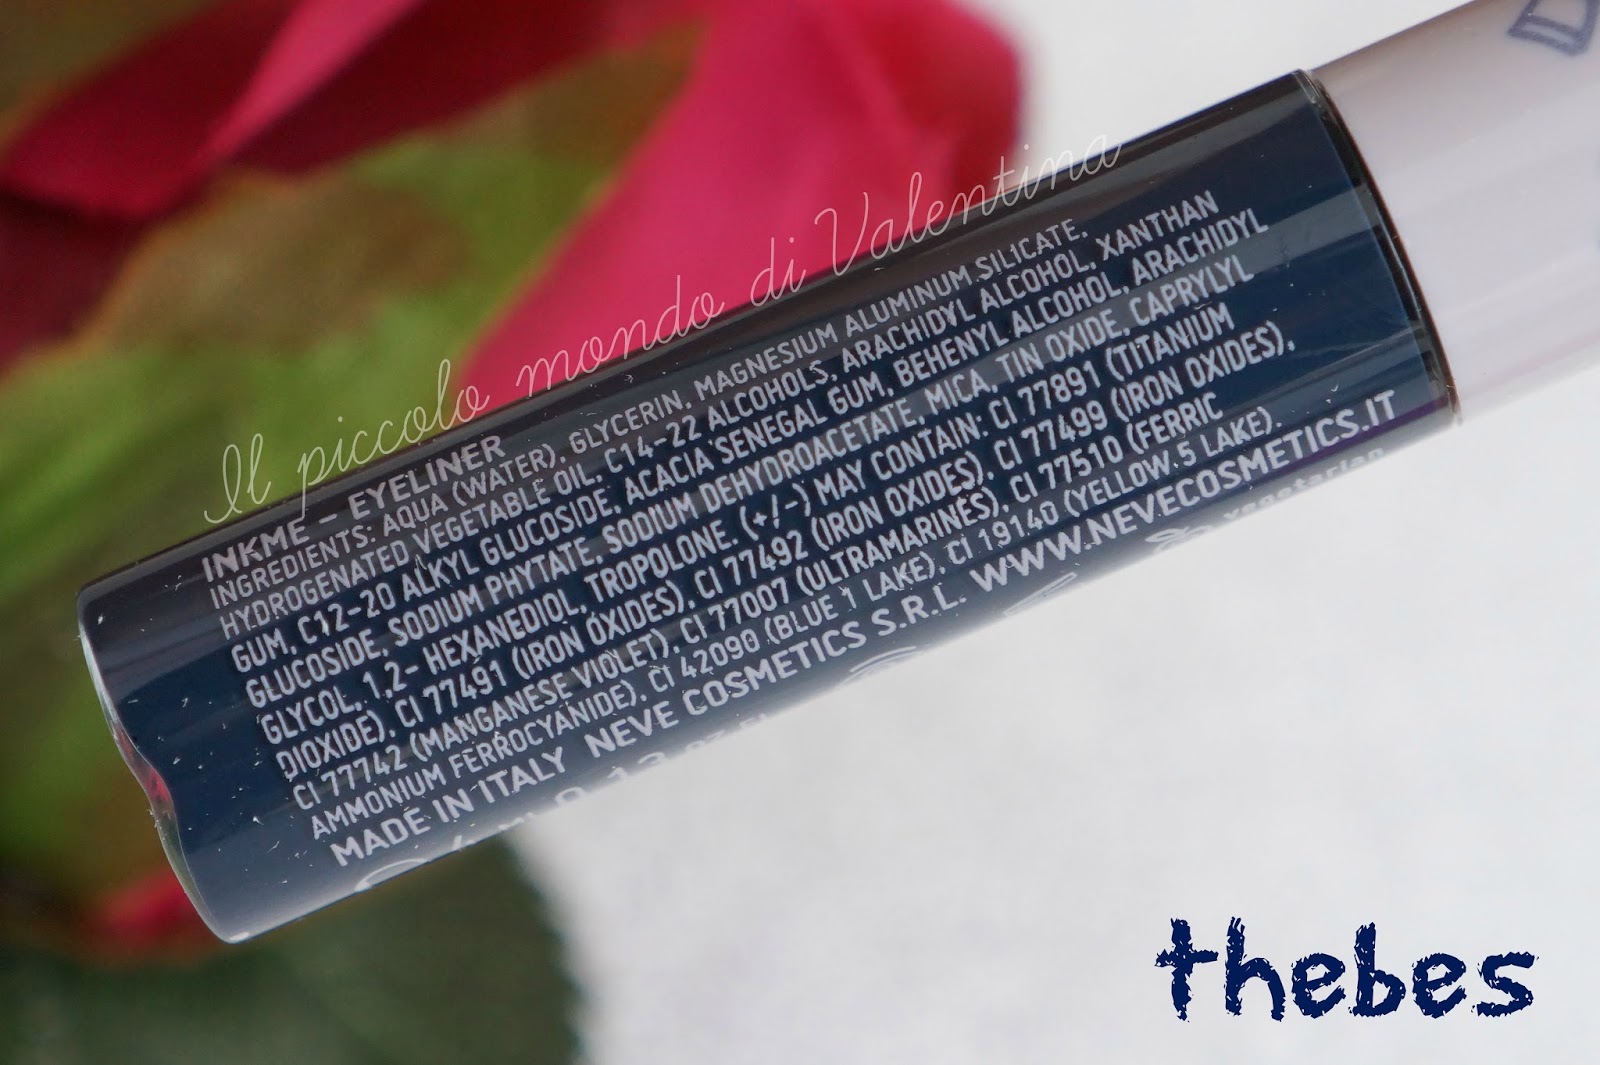 Il piccolo mondo di Valentina
INKME – EYELINER
INGREDIENTS: AQUA (WATER), GLYCERIN, MAGNESIUM ALUMINUM SILICATE,
HYDROGENATED VEGETABLE OIL, C14-22 ALCOHOLS, ARACHIDYL ALCOHOL, XANTHAN
GUM, C12-20 ALKYL GLUCOSIDE, ACACIA SENEGAL GUM, BEHENYL ALCOHOL, ARACHIDYL
GLUCOSIDE, SODIUM PHYTATE, SODIUM DEHYDROACETATE, MICA, TIN OXIDE, CAPRYLYL
GLYCOL, 1,2- HEXANEDIOL, TROPOLONE. (+/-) MAY CONTAIN: CI 77891 (TITANIUM
DIOXIDE), CI 77491 (IRON OXIDES), CI 77492 (IRON OXIDES), CI 77499 (IRON OXIDES),
CI 77742 (MANGANESE VIOLET), CI 77007 (ULTRAMARINES), CI 77510 (FERRIC
AMMONIUM FERROCYANIDE), CI 42090 (BLUE 1 LAKE), CI 19140 (YELLOW 5 LAKE).
MADE IN ITALY NEVE COSMETICS S.R.L. WWW.NEVECOSMETICS.IT
vegetarian
thebes